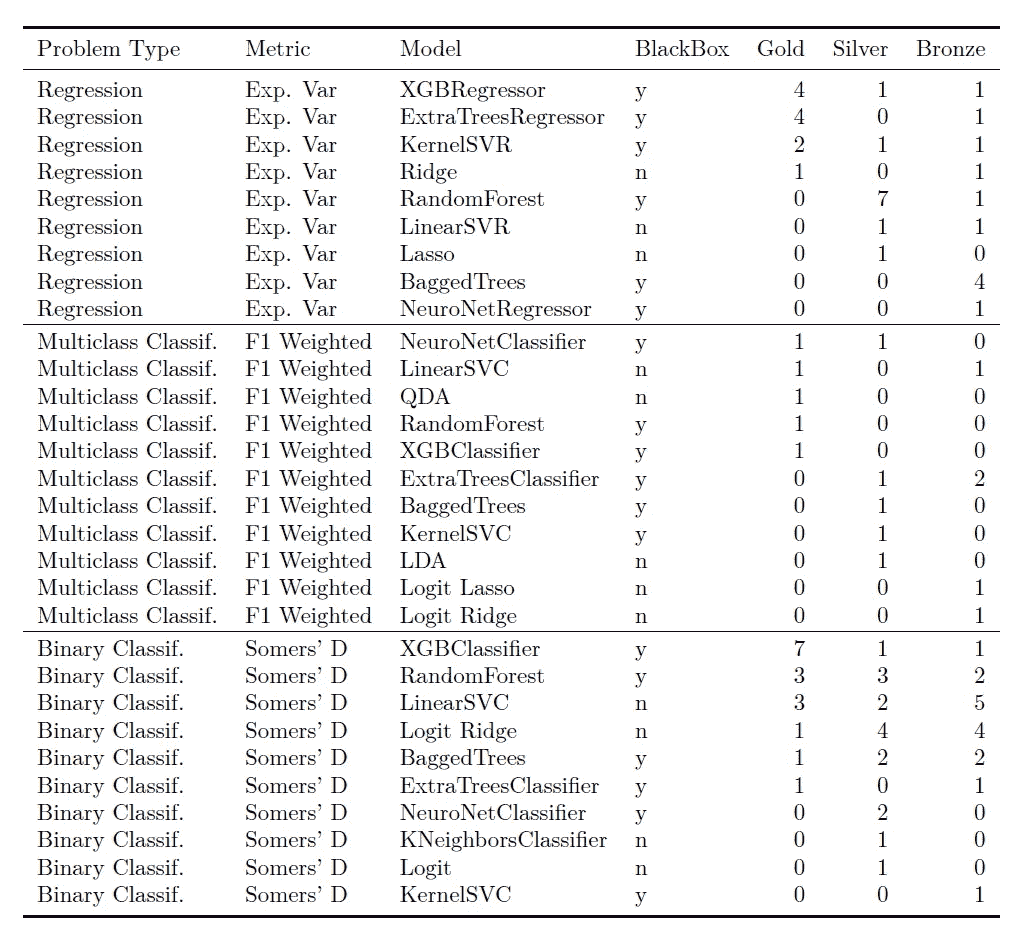 Problem Type Metric Model BlackBox Gold Silver Bronze
Regression Exp. Var XGBRegressor y 4 1 1
Regression Exp. Var ExtraTreesRegressor y 4 0 1
Regression Exp. Var KernelSVR y 2 1 1
Regression Exp. Var Ridge n 1 0 1
Regression Exp. Var RandomForest y 0 7 1
Regression Exp. Var LinearSVR n 0 1 1
Regression Exp. Var Lasso n 0 1 0
Regression Exp. Var BaggedTrees y 0 0 4
Regression Exp. Var NeuroNetRegressor y 0 0 1
Multiclass Classif. F1 Weighted NeuroNetClassifier y 1 1 0
Multiclass Classif. F1 Weighted LinearSVC n 1 0 1
Multiclass Classif. F1 Weighted QDA n 1 0 0
Multiclass Classif. F1 Weighted RandomForest y 1 0 0
Multiclass Classif. F1 Weighted XGBClassifier y 1 0 0
Multiclass Classif. F1 Weighted ExtraTreesClassifier y 0 1 2
Multiclass Classif. F1 Weighted BaggedTrees y 0 1 0
Multiclass Classif. F1 Weighted KernelSVC y 0 1 0
Multiclass Classif. F1 Weighted LDA n 0 1 0
Multiclass Classif. F1 Weighted Logit Lasso n 0 0 1
Multiclass Classif. F1 Weighted Logit Ridge n 0 0 1
Binary Classif. Somers' D XGBClassifier y 7 1 1
Binary Classif. Somers' D RandomForest y 3 3 2
Binary Classif. Somers' D LinearSVC n 3 2 5
Binary Classif. Somers' D Logit Ridge n 1 4 4
Binary Classif. Somers' D BaggedTrees y 1 2 2
Binary Classif. Somers' D ExtraTreesClassifier y 1 0 1
Binary Classif. Somers' D NeuroNetClassifier y 0 2 0
Binary Classif. Somers' D KNeighborsClassifier n 0 1 0
Binary Classif. Somers' D Logit n 0 1 0
Binary Classif. Somers' D KernelSVC y 0 0 1